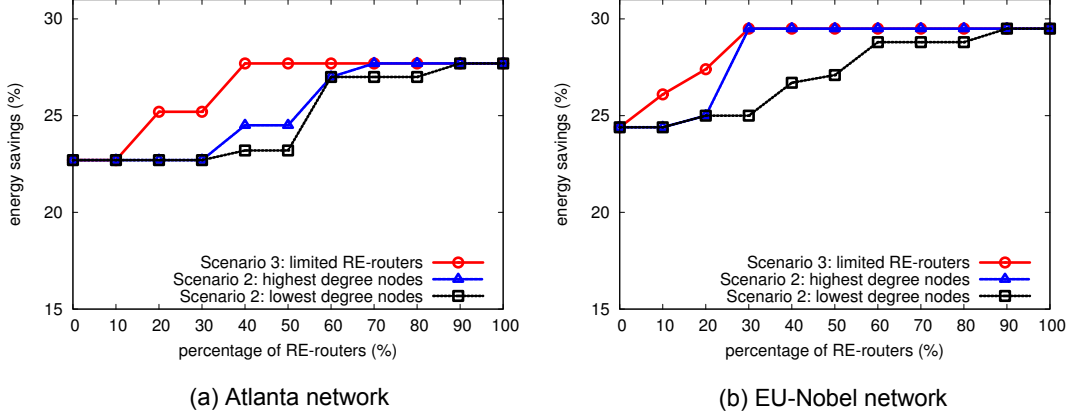 30
25
20
15
energy savings (%)
Scenario 3: limited RE-routers
Scenario 2: highest degree nodes
Scenario 2: lowest degree nodes
0 10 20 30 40 50 60 70 80 90 100
percentage of RE-routers (%)
(a) Atlanta network
30
25
20
15
energy savings (%)
Scenario 3: limited RE-routers
Scenario 2: highest degree nodes
Scenario 2: lowest degree nodes
0 10 20 30 40 50 60 70 80 90 100
percentage of RE-routers (%)
(b) EU-Nobel network